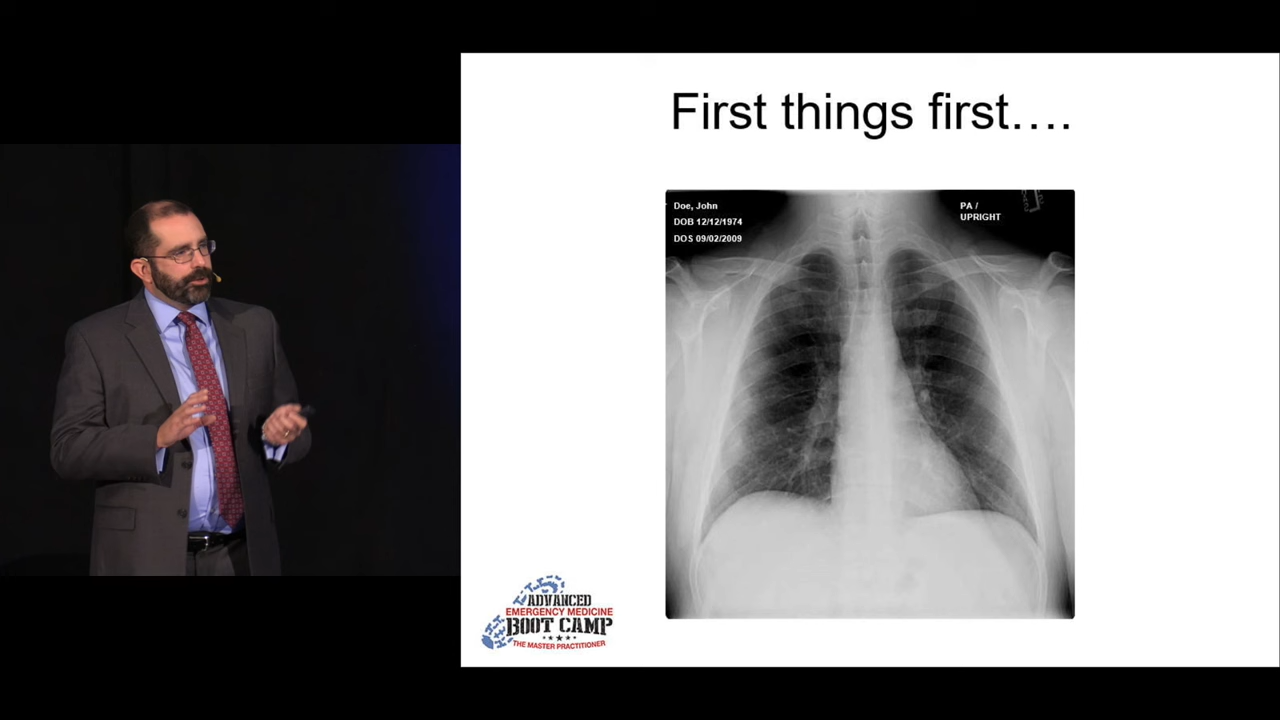 First things first….
Doe, John
DOB 12/12/1974
DOS 09/02/2009
PA /
UPRIGHT
ADVANCED
EMERGENCY MEDICINE
BOOT CAMP
THE MASTER PRACTITIONER